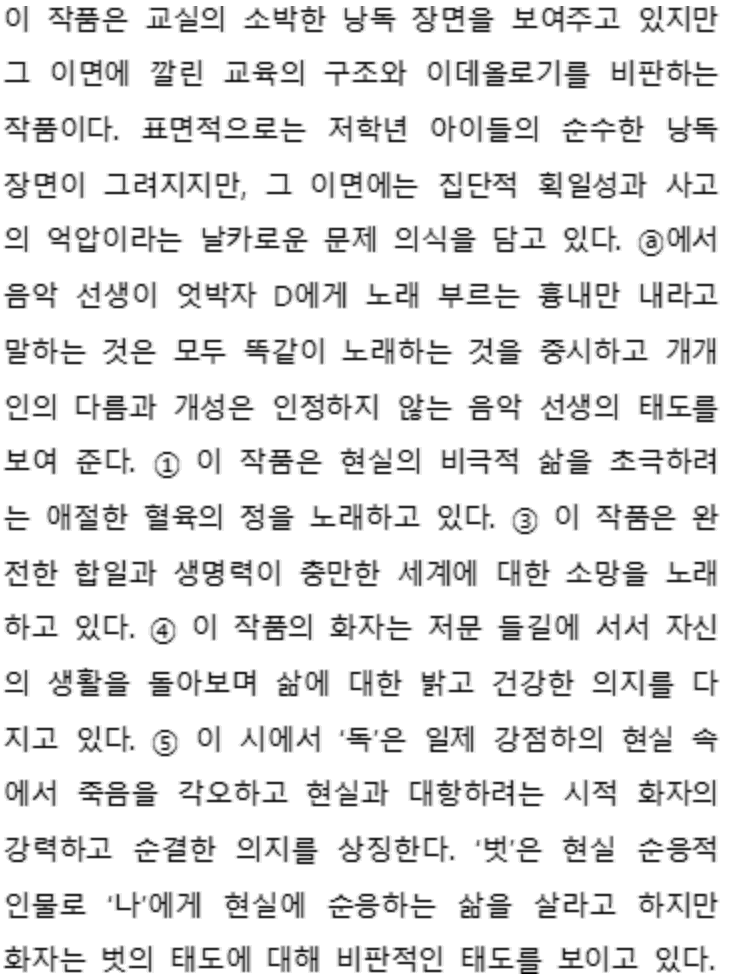 이 작품은 교실의 소박한 낭독 장면을 보여주고 있지만
그 이면에 깔린 교육의 구조와 이데올로기를 비판하는
작품이다. 표면적으로는 저학년 아이들의 순수한 낭독
장면이 그려지지만, 그 이면에는 집단적 획일성과 사고
의 억압이라는 날카로운 문제 의식을 담고 있다. ⓐ에서
음악 선생이 엇박자 D에게 노래 부르는 흉내만 내라고
말하는 것은 모두 똑같이 노래하는 것을 중시하고 개개
인의 다름과 개성은 인정하지 않는 음악 선생의 태도를
보여 준다. ① 이 작품은 현실의 비극적 삶을 초극하려
는 애절한 혈육의 정을 노래하고 있다. ③ 이 작품은 완
전한 합일과 생명력이 충만한 세계에 대한 소망을 노래
하고 있다. ④ 이 작품의 화자는 저문 들길에 서서 자신
의 생활을 돌아보며 삶에 대한 밝고 건강한 의지를 다
지고 있다. ⑤ 이 시에서 ‘독’은 일제 강점하의 현실 속
에서 죽음을 각오하고 현실과 대항하려는 시적 화자의
강력하고 순결한 의지를 상징한다. ‘벗’은 현실 순응적
인물로 ‘나’에게 현실에 순응하는 삶을 살라고 하지만
화자는 벗의 태도에 대해 비판적인 태도를 보이고 있다.